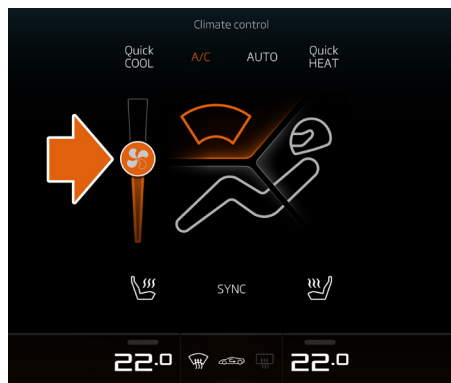 Climate control
Quick
COOL
A/C
AUTO
Quick
HEAT
SYNC
22.0
22.0